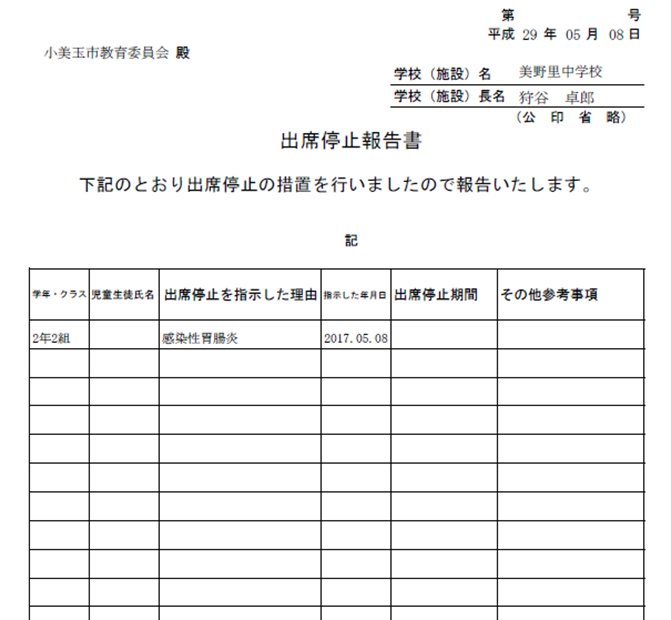 第 号
平成 29 年 05 月 08 日
小美玉市教育委員会 殿
学校（施設）名 美野里中学校
学校（施設）長名 狩谷 卓郎
（公 印 省 略）
出席停止報告書
下記のとおり出席停止の措置を行いましたので報告いたします。
記
学年・クラス 児童生徒氏名 出席停止を指示した理由 指示した年月日 出席停止期間 その他参考事項
2年2組 感染性胃腸炎 2017.05.08